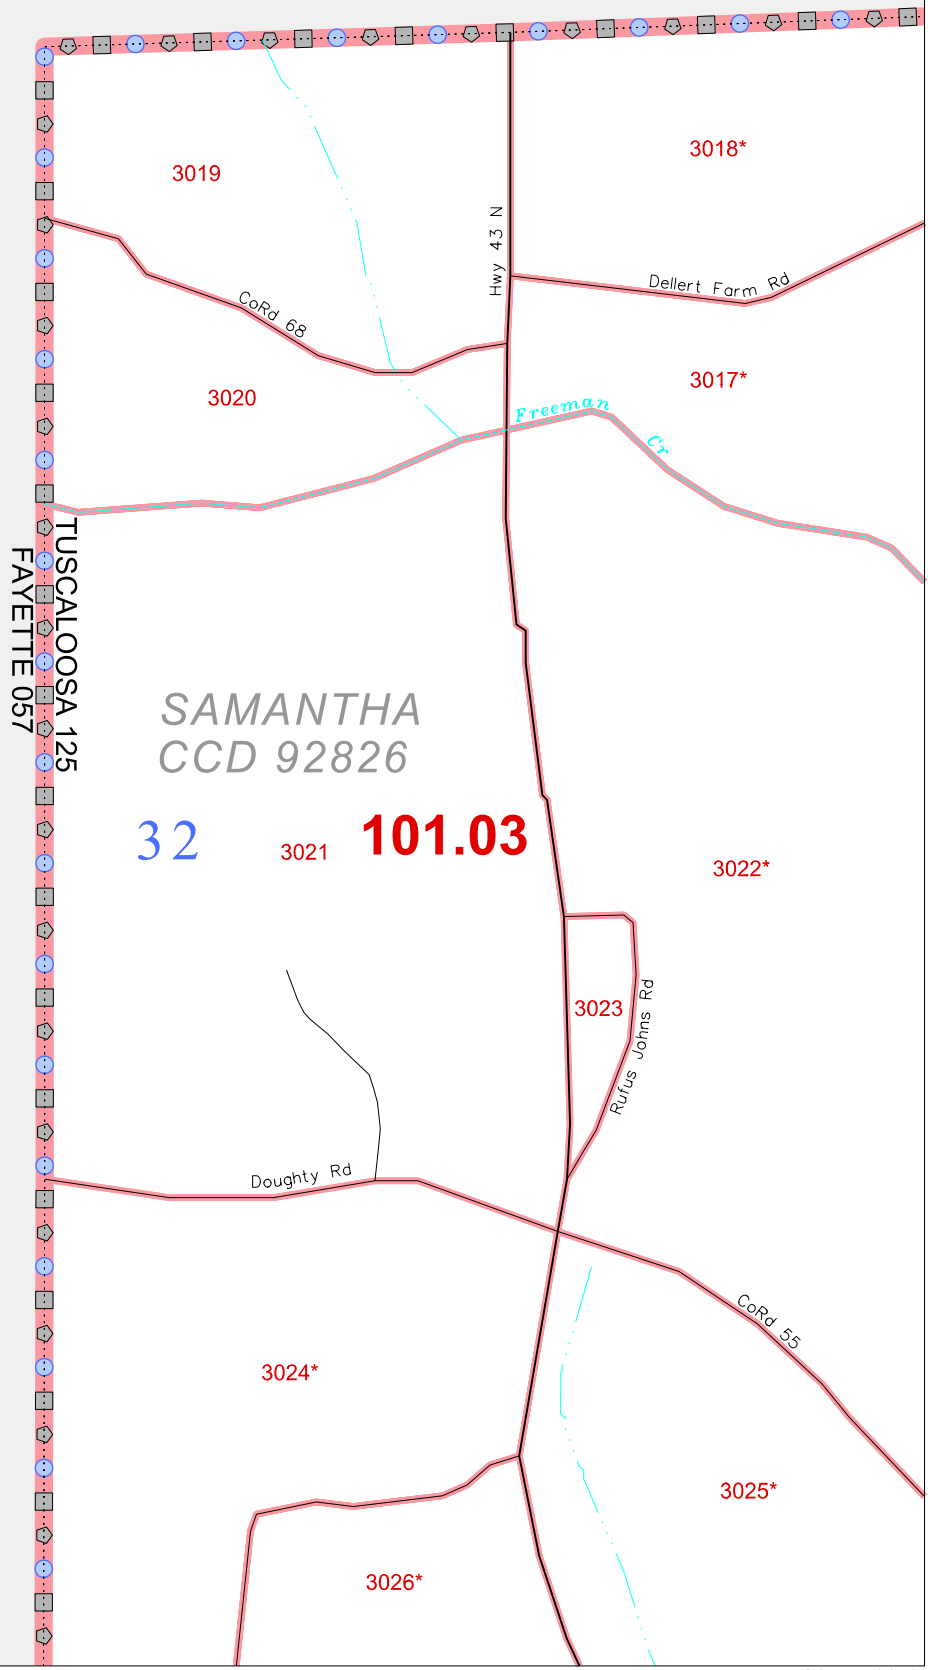 3019
3018*
Hwy 43 N
Dellert Farm Rd
CoRd 68
3020
3017*
Freeman
Cr
TUSCALOOSA 125
FAYETTE 057
SAMANTHA
CCD 92826
32
3021
101.03
3022*
3023
Rufus Johns Rd
Doughty Rd
CoRd 55
3024*
3025*
3026*